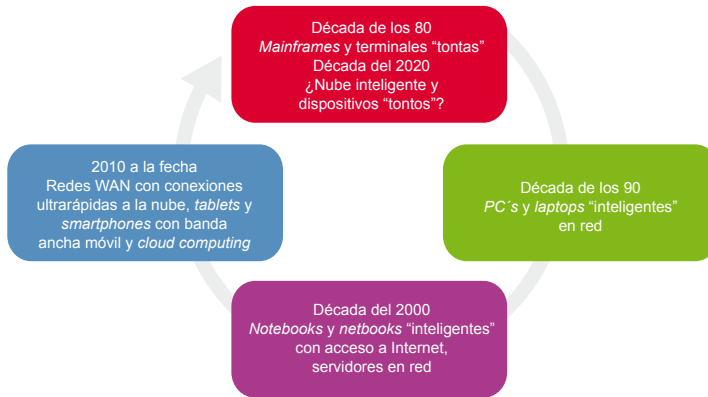 Década de los 80
Mainframes y terminales “tontas”
Década del 2020
¿Nube inteligente y
dispositivos “tontos”?
Década de los 90
PC´s y laptops “inteligentes”
en red
Década del 2000
Notebooks y netbooks “inteligentes”
con acceso a Internet,
servidores en red
2010 a la fecha
Redes WAN con conexiones
ultrarápidas a la nube, tablets y
smartphones con banda
ancha móvil y cloud computing